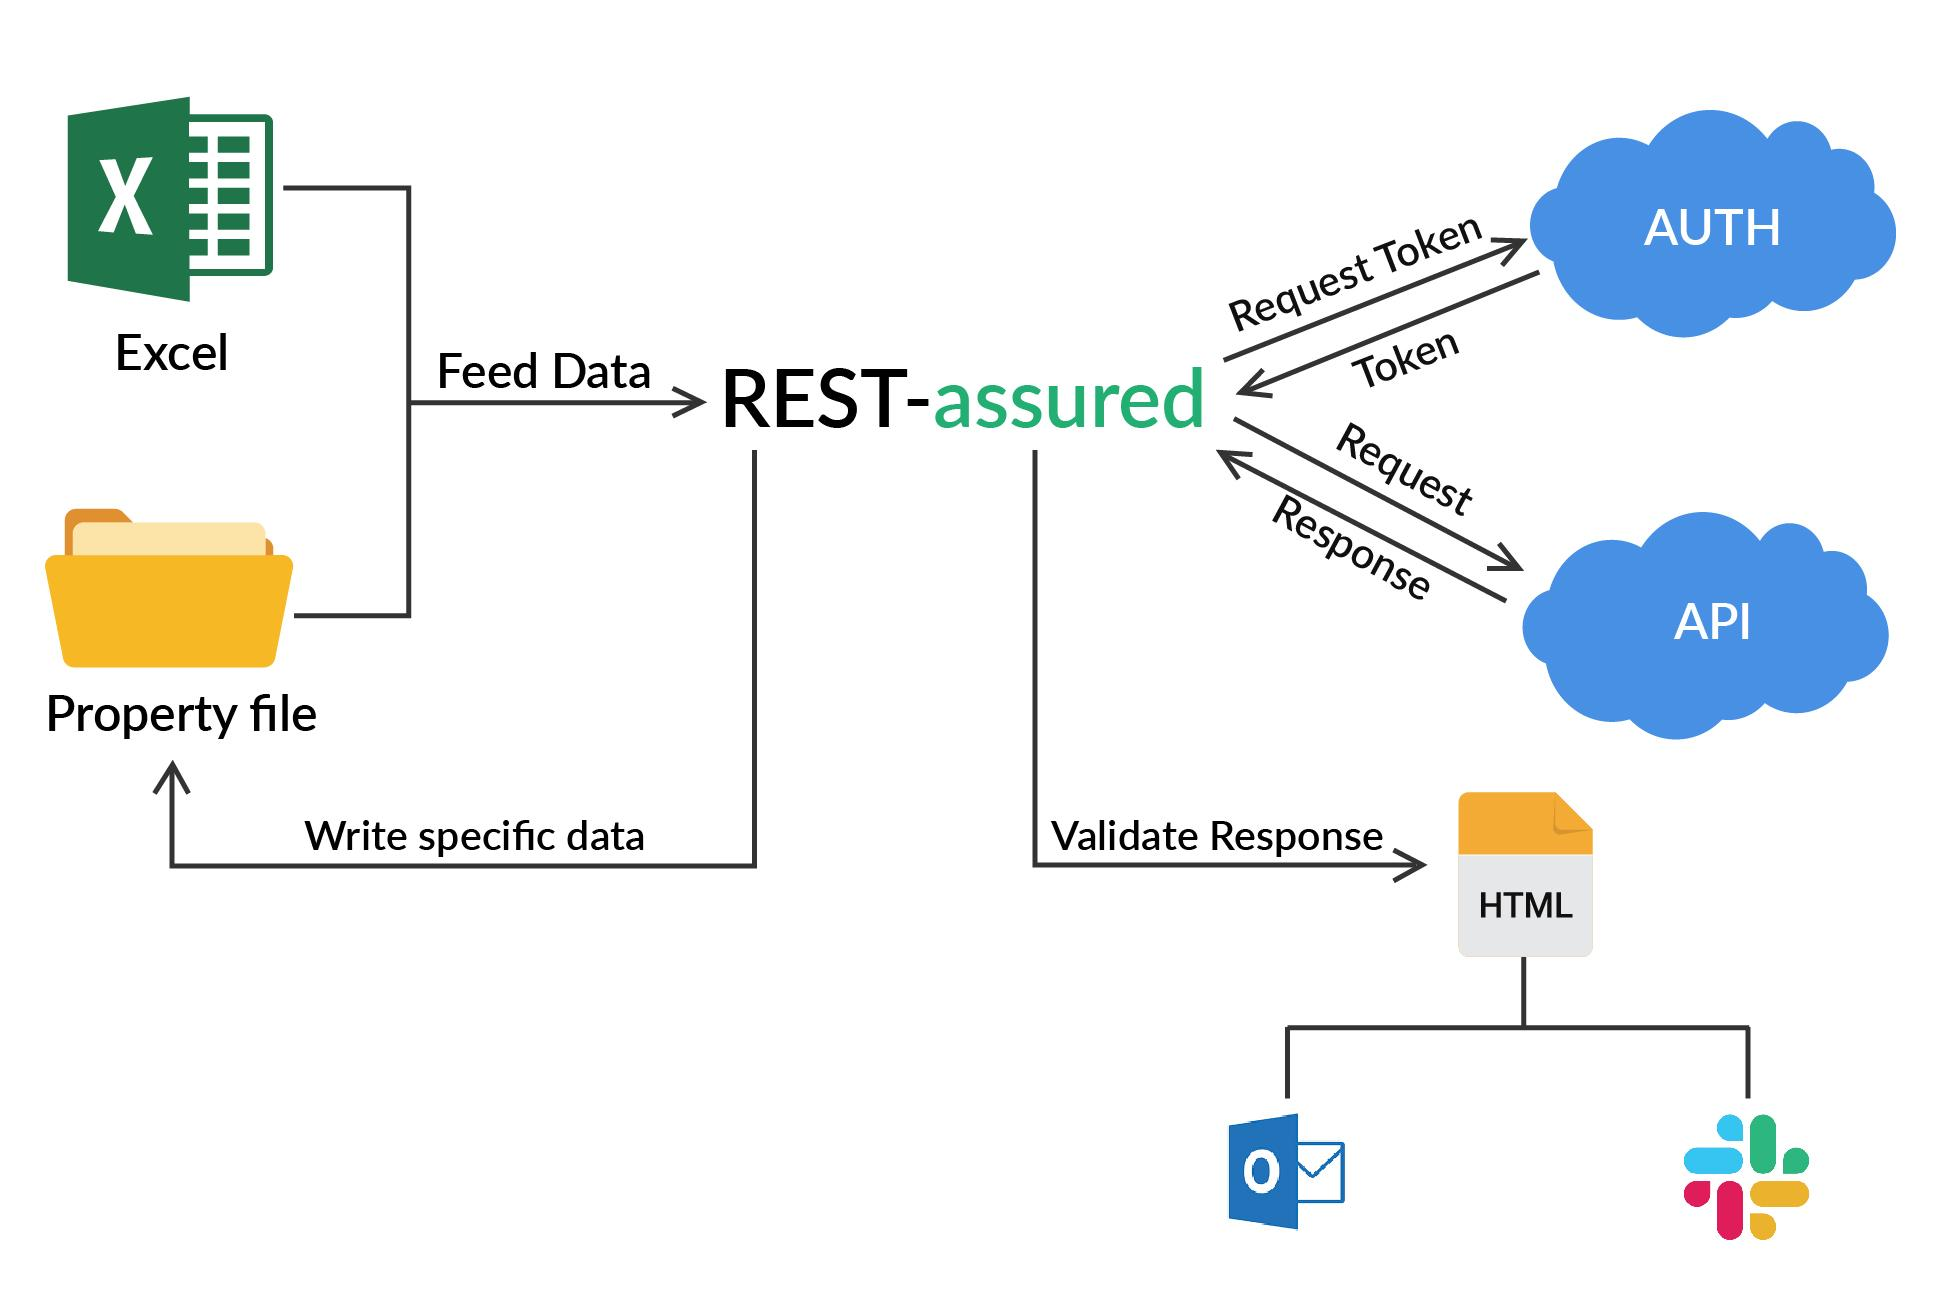 X
Excel
Feed Data
REST-assured
Request Token
Token
AUTH
Request
Response
API
Property file
Write specific data
Validate Response
HTML
O